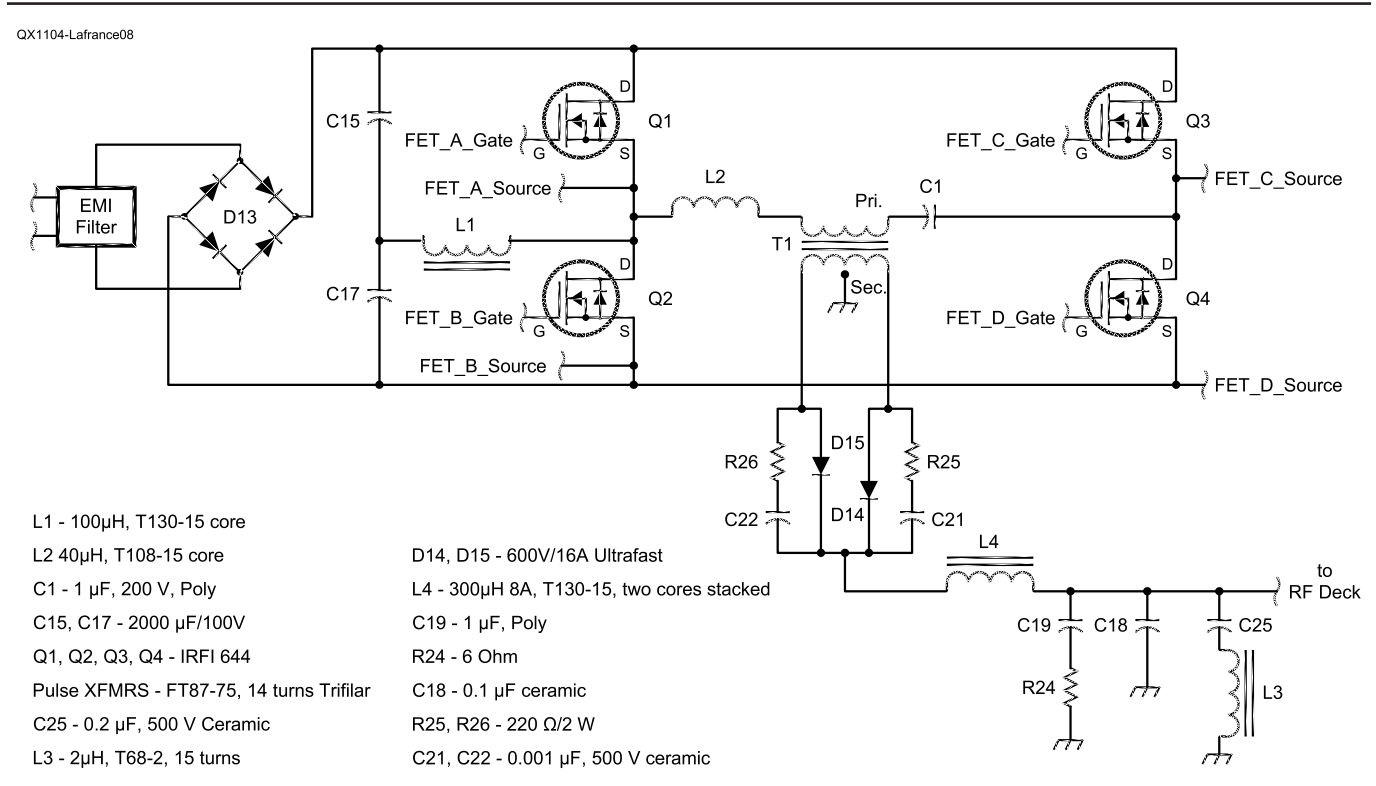 QX1104-Lafrance08
D
D
C15
FET_A_Gate
G
S
Q1
FET_C_Gate
G
S
Q3
FET_A_Source
FET_C_Source
EMI
Filter
D13
L1
L2
Pri.
C1
T1
Sec.
D
D
C17
FET_B_Gate
G
S
Q2
FET_D_Gate
G
S
Q4
FET_B_Source
FET_D_Source
R26
D15
R25
C22
D14
C21
L4
to
RF Deck
C19
C18
C25
R24
L3
L1 - 100µH, T130-15 core
L2 40µH, T108-15 core
C1 - 1 µF, 200 V, Poly
C15, C17 - 2000 µF/100V
Q1, Q2, Q3, Q4 - IRFI 644
Pulse XFMRS - FT87-75, 14 turns Trifilar
C25 - 0.2 µF, 500 V Ceramic
L3 - 2µH, T68-2, 15 turns
D14, D15 - 600V/16A Ultrafast
L4 - 300µH 8A, T130-15, two cores stacked
C19 - 1 µF, Poly
R24 - 6 Ohm
C18 - 0.1 µF ceramic
R25, R26 - 220 Ω/2 W
C21, C22 - 0.001 µF, 500 V ceramic